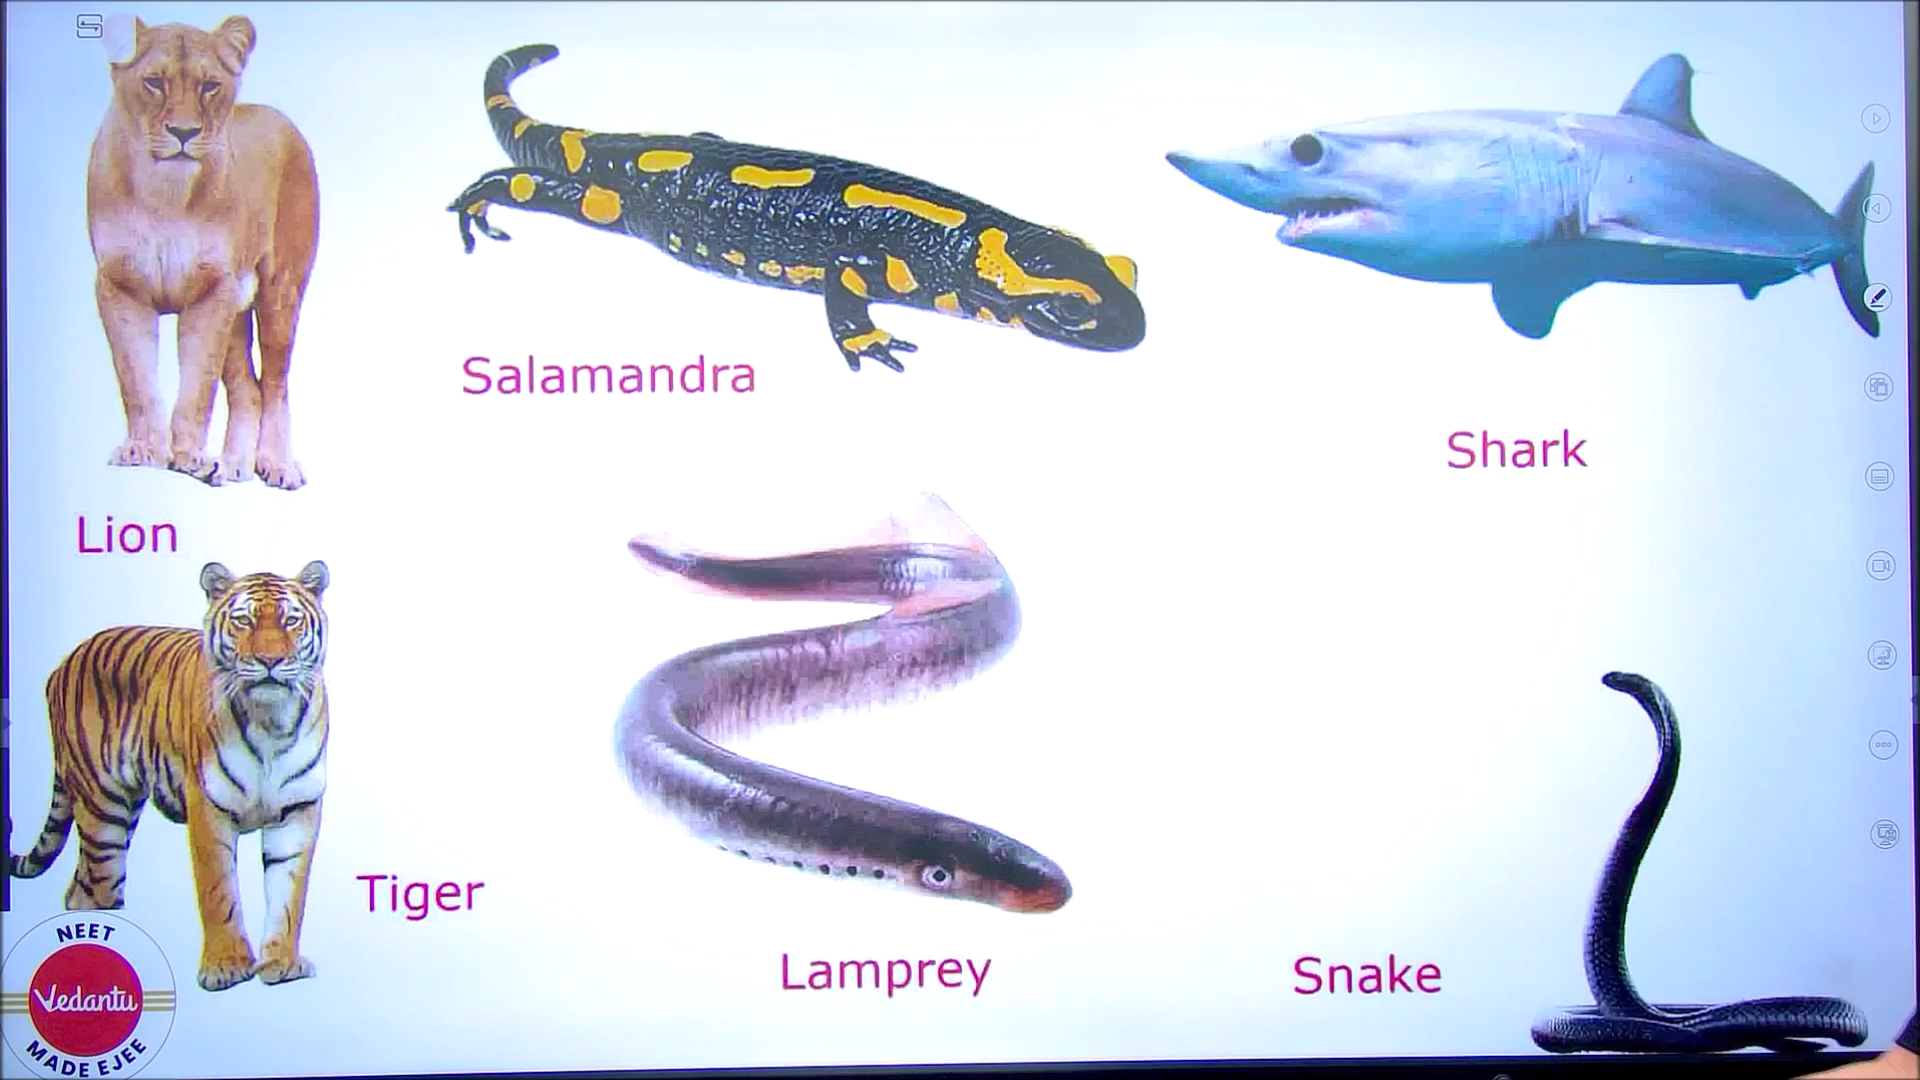 Salamandra
Shark
Lion
Tiger
Lamprey
Snake
NEET
Vedantu
MADE EJEE